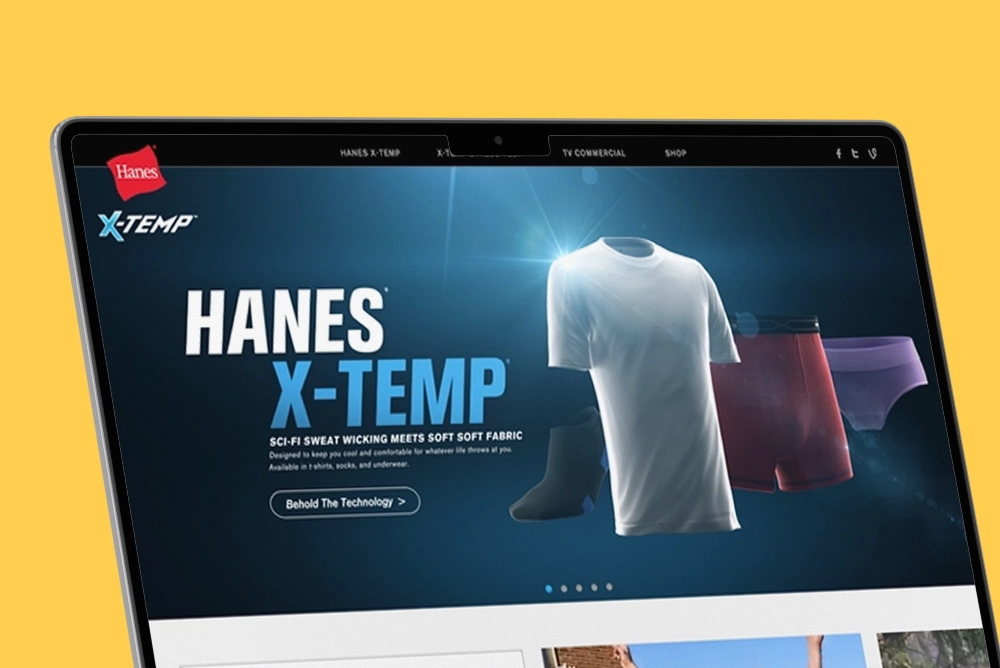 HANES X-TEMP
TV COMMERCIAL
SHOP
Hanes
X-TEMP™
HANES®
X-TEMP®
SCI-FI SWEAT WICKING MEETS SOFT SOFT FABRIC
Designed to keep you cool and comfortable for whatever life throws at you.
Available in t-shirts, socks, and underwear.
Behold The Technology >